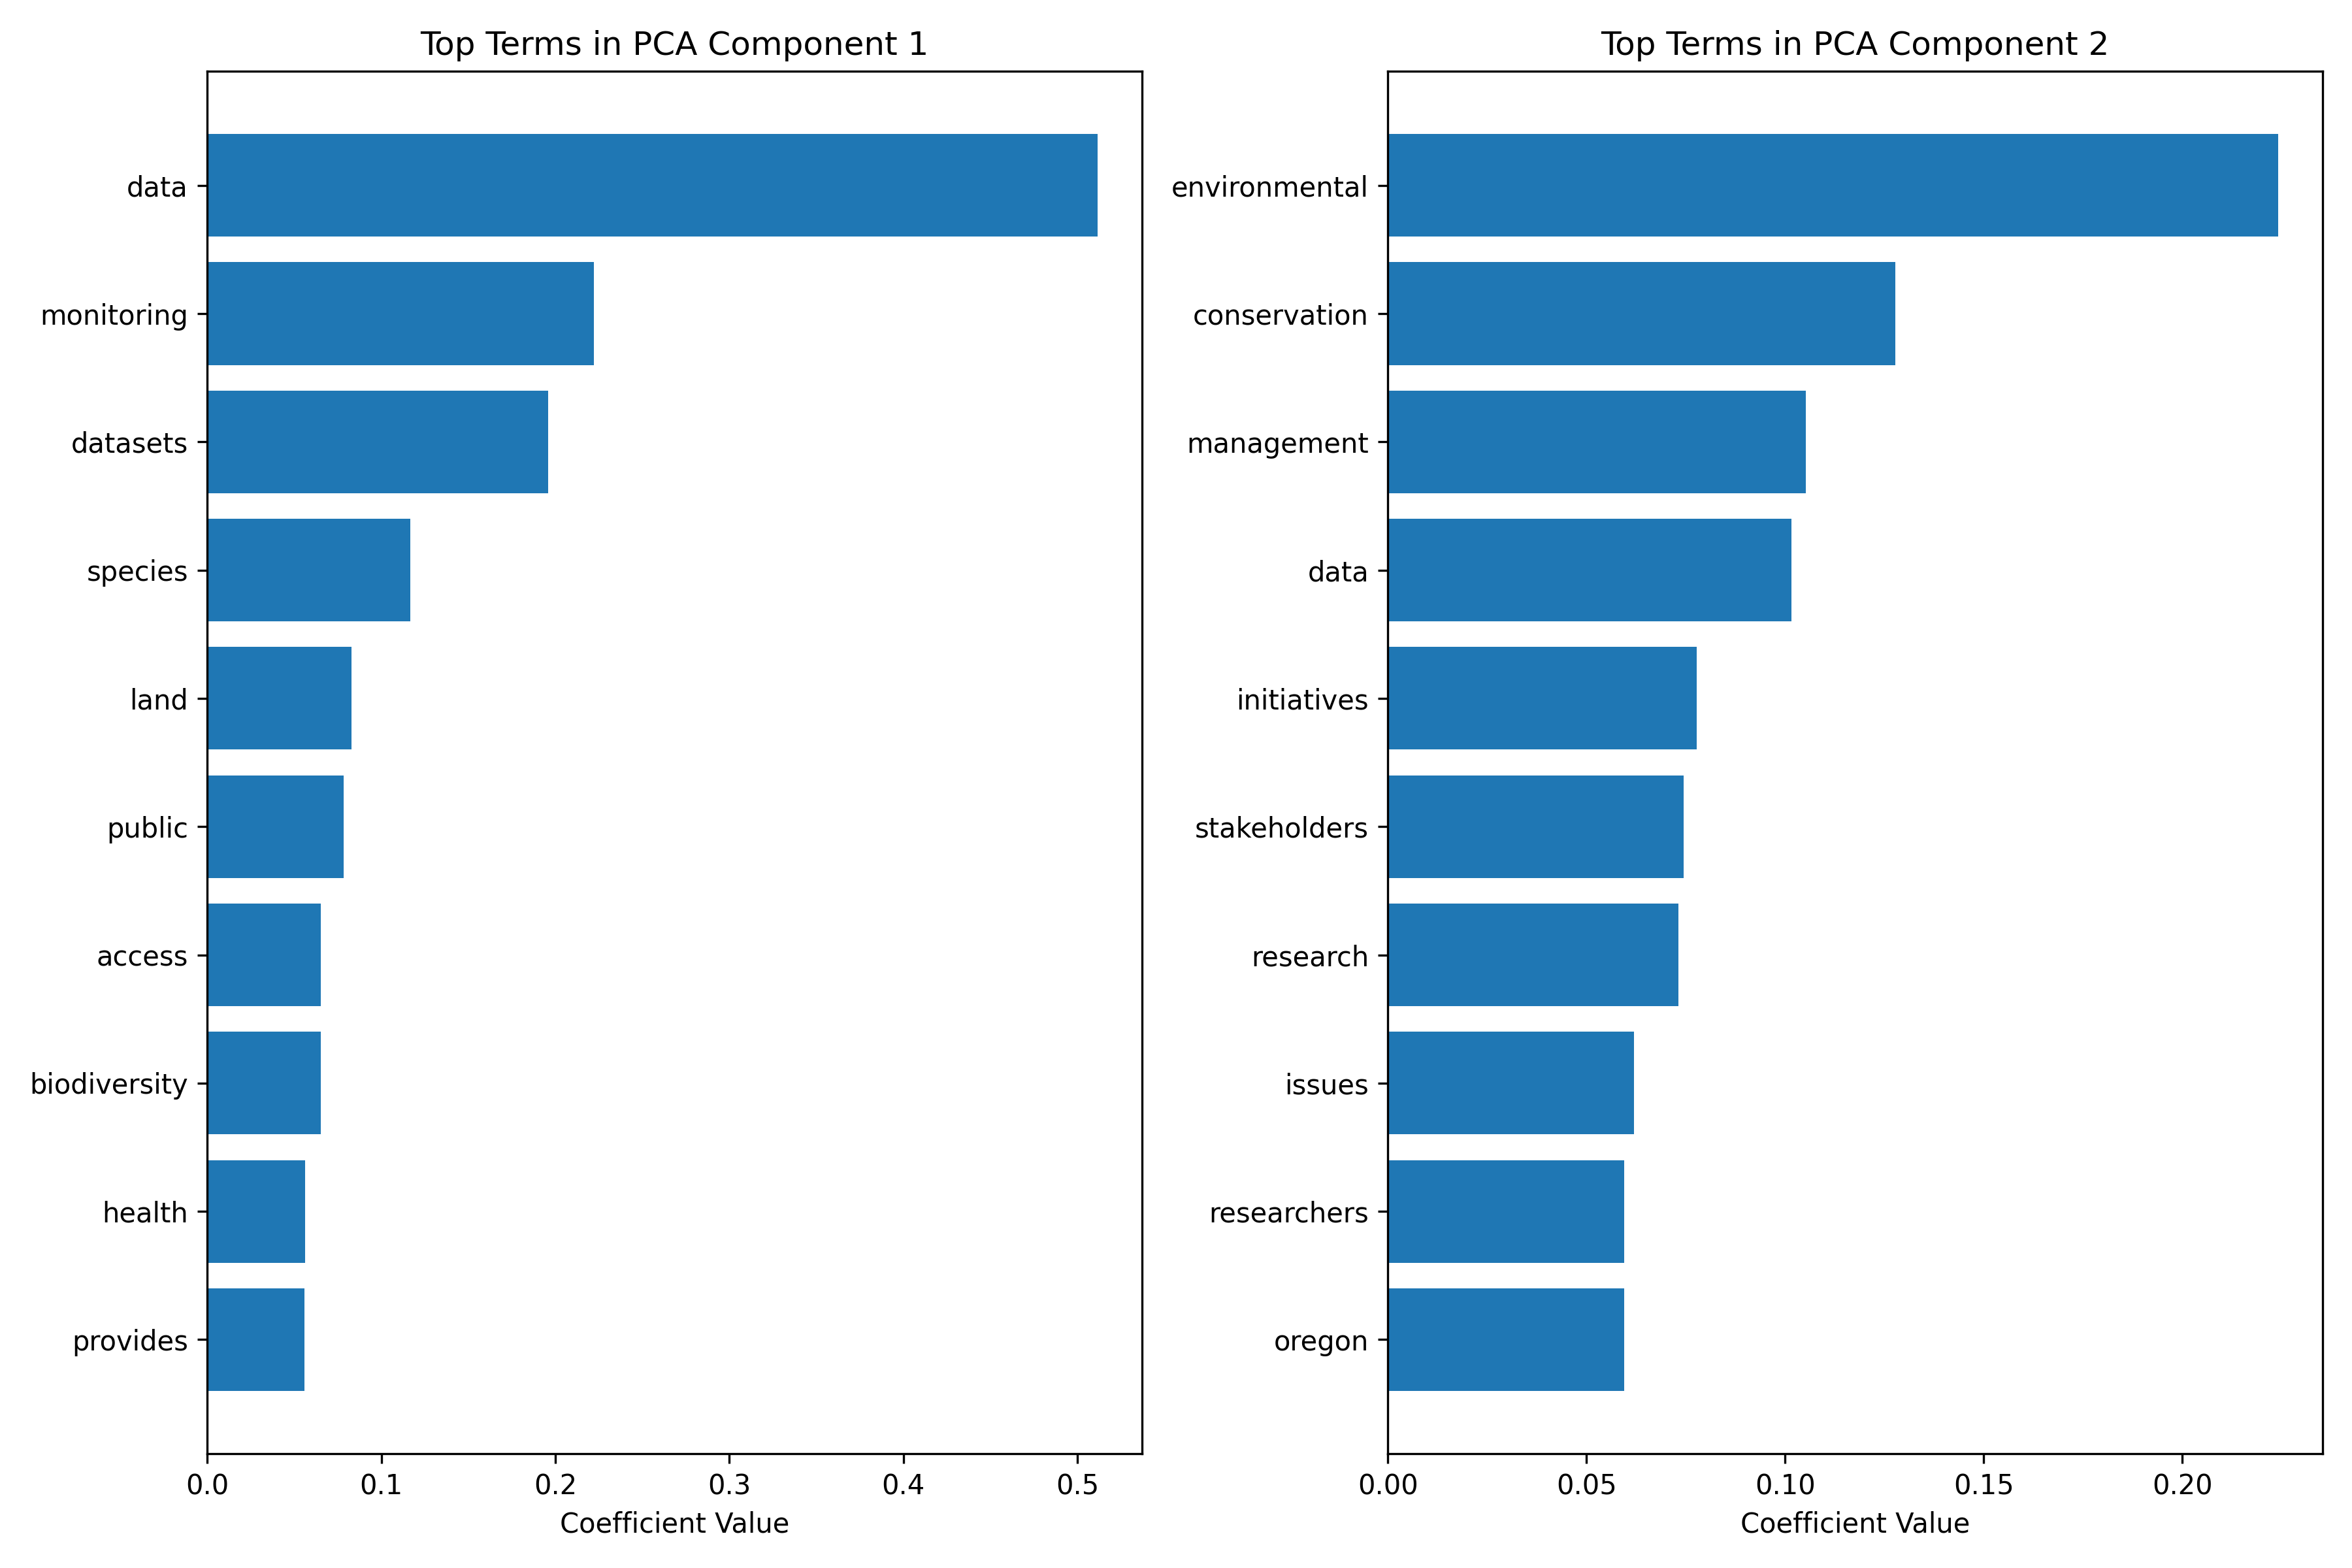 Top Terms in PCA Component 1
data
monitoring
datasets
species
land
public
access
biodiversity
health
provides
0.0 0.1 0.2 0.3 0.4 0.5
Coefficient Value
Top Terms in PCA Component 2
environmental
conservation
management
data
initiatives
stakeholders
research
issues
researchers
oregon
0.00 0.05 0.10 0.15 0.20
Coefficient Value